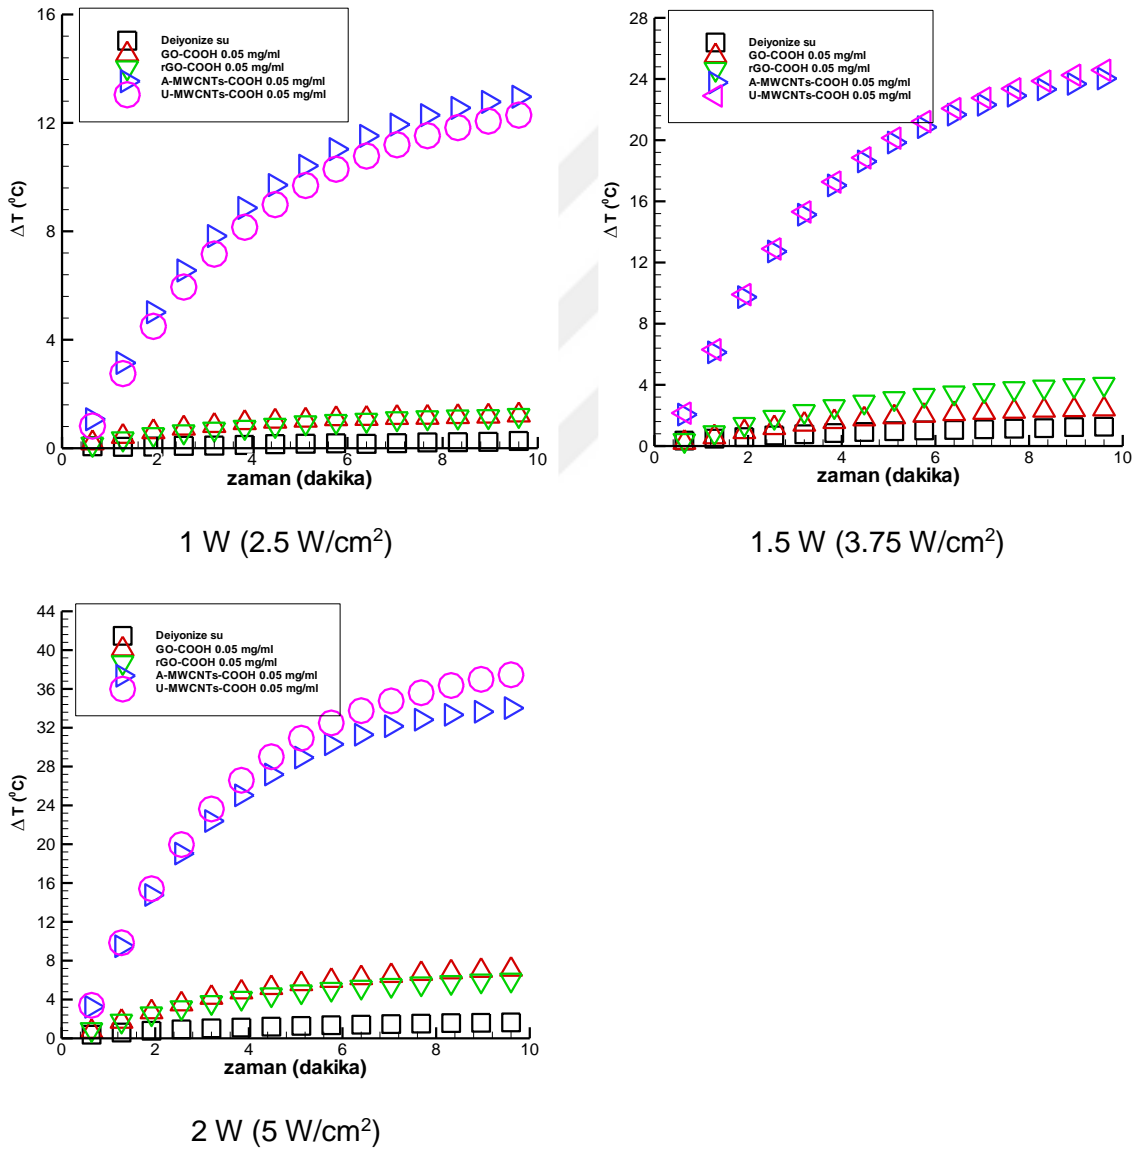 16
12
8
4
0
Δ T (⁰C)
Deiyonize su
GO-COOH 0.05 mg/ml
rGO-COOH 0.05 mg/ml
A-MWCNTs-COOH 0.05 mg/ml
U-MWCNTs-COOH 0.05 mg/ml
0 2 4 6 8 10
zaman (dakika)
1 W (2.5 W/cm²)
28
24
20
16
12
8
4
0
Δ T (⁰C)
Deiyonize su
GO-COOH 0.05 mg/ml
rGO-COOH 0.05 mg/ml
A-MWCNTs-COOH 0.05 mg/ml
U-MWCNTs-COOH 0.05 mg/ml
0 2 4 6 8 10
zaman (dakika)
1.5 W (3.75 W/cm²)
44
40
36
32
28
24
20
16
12
8
4
0
Δ T (⁰C)
Deiyonize su
GO-COOH 0.05 mg/ml
rGO-COOH 0.05 mg/ml
A-MWCNTs-COOH 0.05 mg/ml
U-MWCNTs-COOH 0.05 mg/ml
0 2 4 6 8 10
zaman (dakika)
2 W (5 W/cm²)